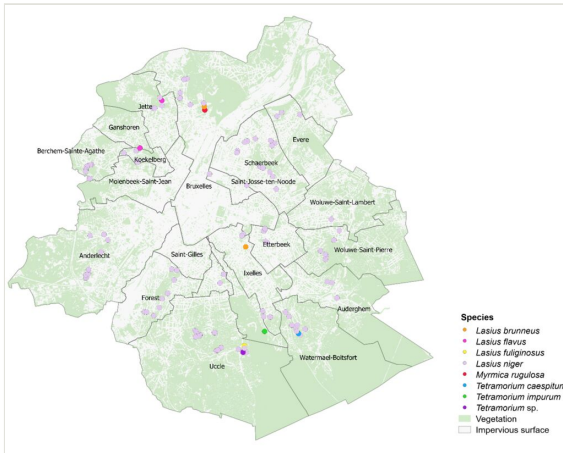 Jette
Ganshoren
Evere
Berchem-Sainte-Agathe
Koekelberg
Schaerbeek
Molenbeek-Saint-Jean
Saint-Josse-ten-Noode
Bruxelles
Woluwe-Saint-Lambert
Etterbeek
Woluwe-Saint-Pierre
Anderlecht
Saint-Gilles
Ixelles
Forest
Auderghem
Watermael-Boitsfort
Uccle
Species
Lasius brunneus
Lasius flavus
Lasius fuliginosus
Lasius niger
Myrmica rugulosa
Tetramorium caespitum
Tetramorium impurum
Tetramorium sp.
Vegetation
Impervious surface